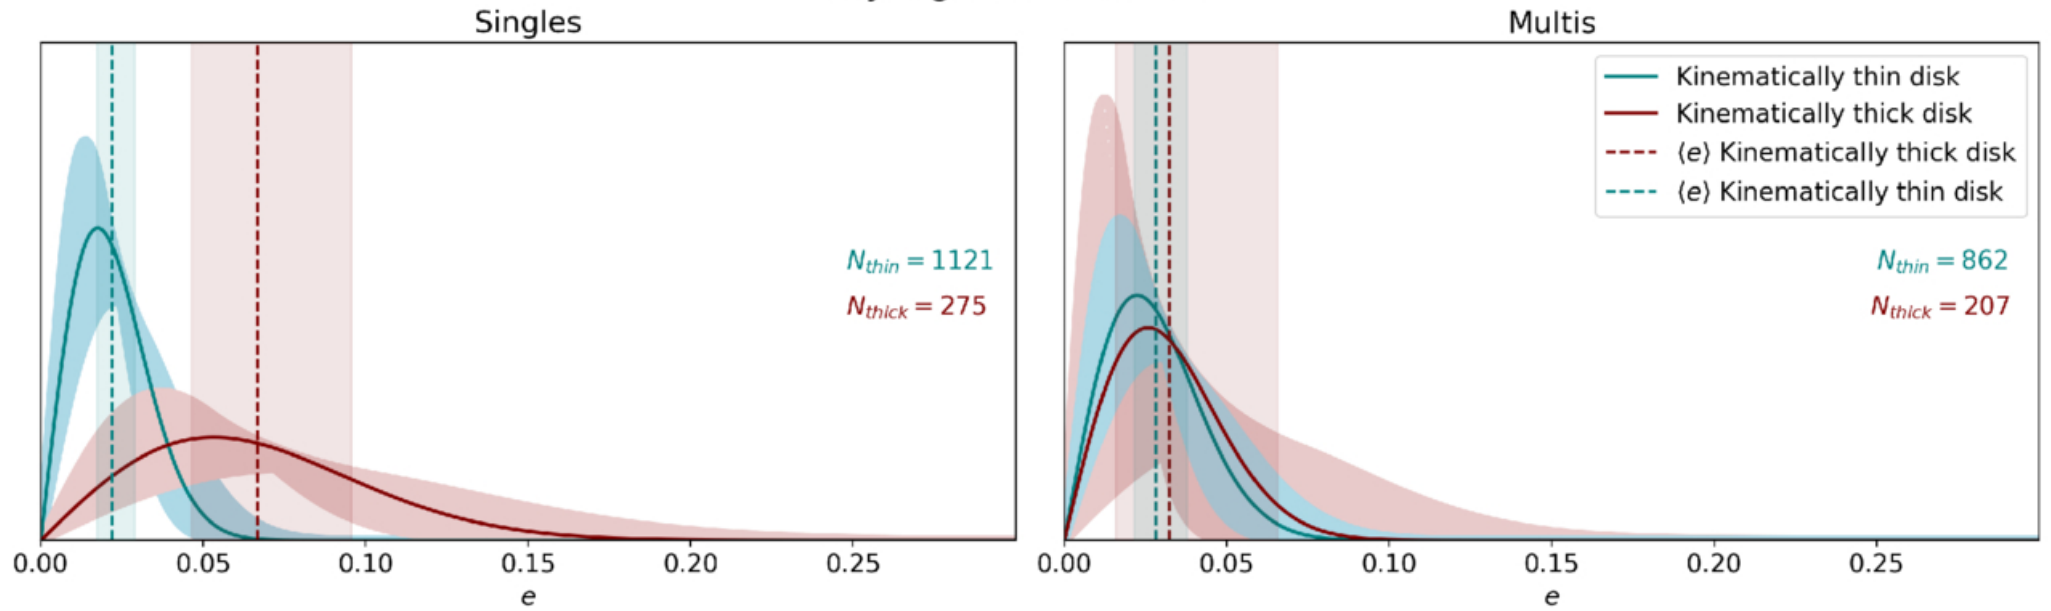 Singles
N_thin = 1121
N_thick = 275
0.00 0.05 0.10 0.15 0.20 0.25
e
Multis
Kinematically thin disk
Kinematically thick disk
⟨e⟩ Kinematically thick disk
⟨e⟩ Kinematically thin disk
N_thin = 862
N_thick = 207
0.00 0.05 0.10 0.15 0.20 0.25
e